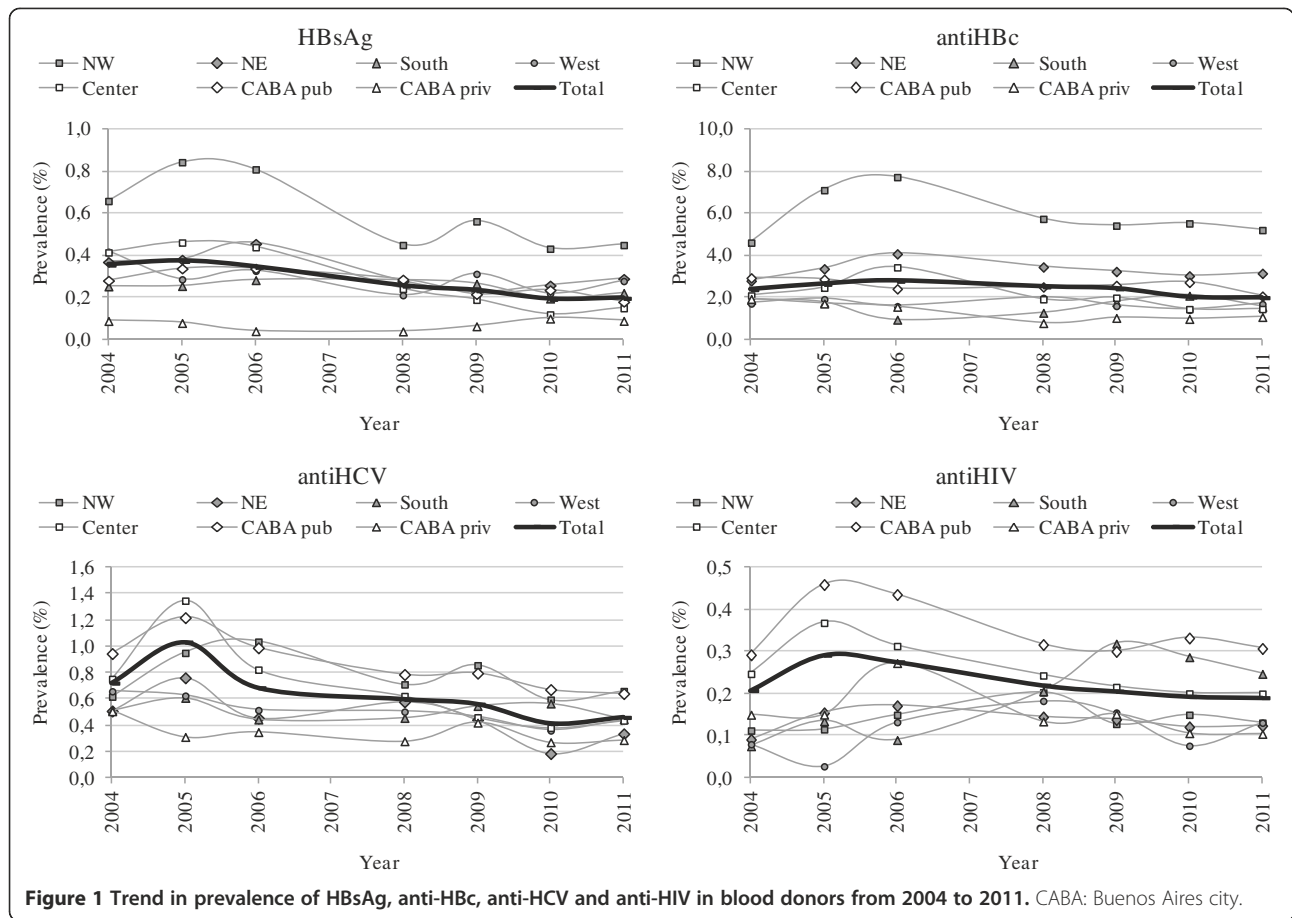 HBsAg
NW NE South West
Center CABA pub CABA priv Total
Prevalence (%)
1,0
0,8
0,6
0,4
0,2
0,0
2004 2005 2006 2007 2008 2009 2010 2011
Year
antiHBc
NW NE South West
Center CABA pub CABA priv Total
Prevalence (%)
10,0
8,0
6,0
4,0
2,0
0,0
2004 2005 2006 2007 2008 2009 2010 2011
Year
antiHCV
NW NE South West
Center CABA pub CABA priv Total
Prevalence (%)
1,6
1,4
1,2
1,0
0,8
0,6
0,4
0,2
0,0
2004 2005 2006 2007 2008 2009 2010 2011
Year
antiHIV
NW NE South West
Center CABA pub CABA priv Total
Prevalence (%)
0,5
0,4
0,3
0,2
0,1
0,0
2004 2005 2006 2007 2008 2009 2010 2011
Year
Figure 1 Trend in prevalence of HBsAg, anti-HBc, anti-HCV and anti-HIV in blood donors from 2004 to 2011. CABA: Buenos Aires city.